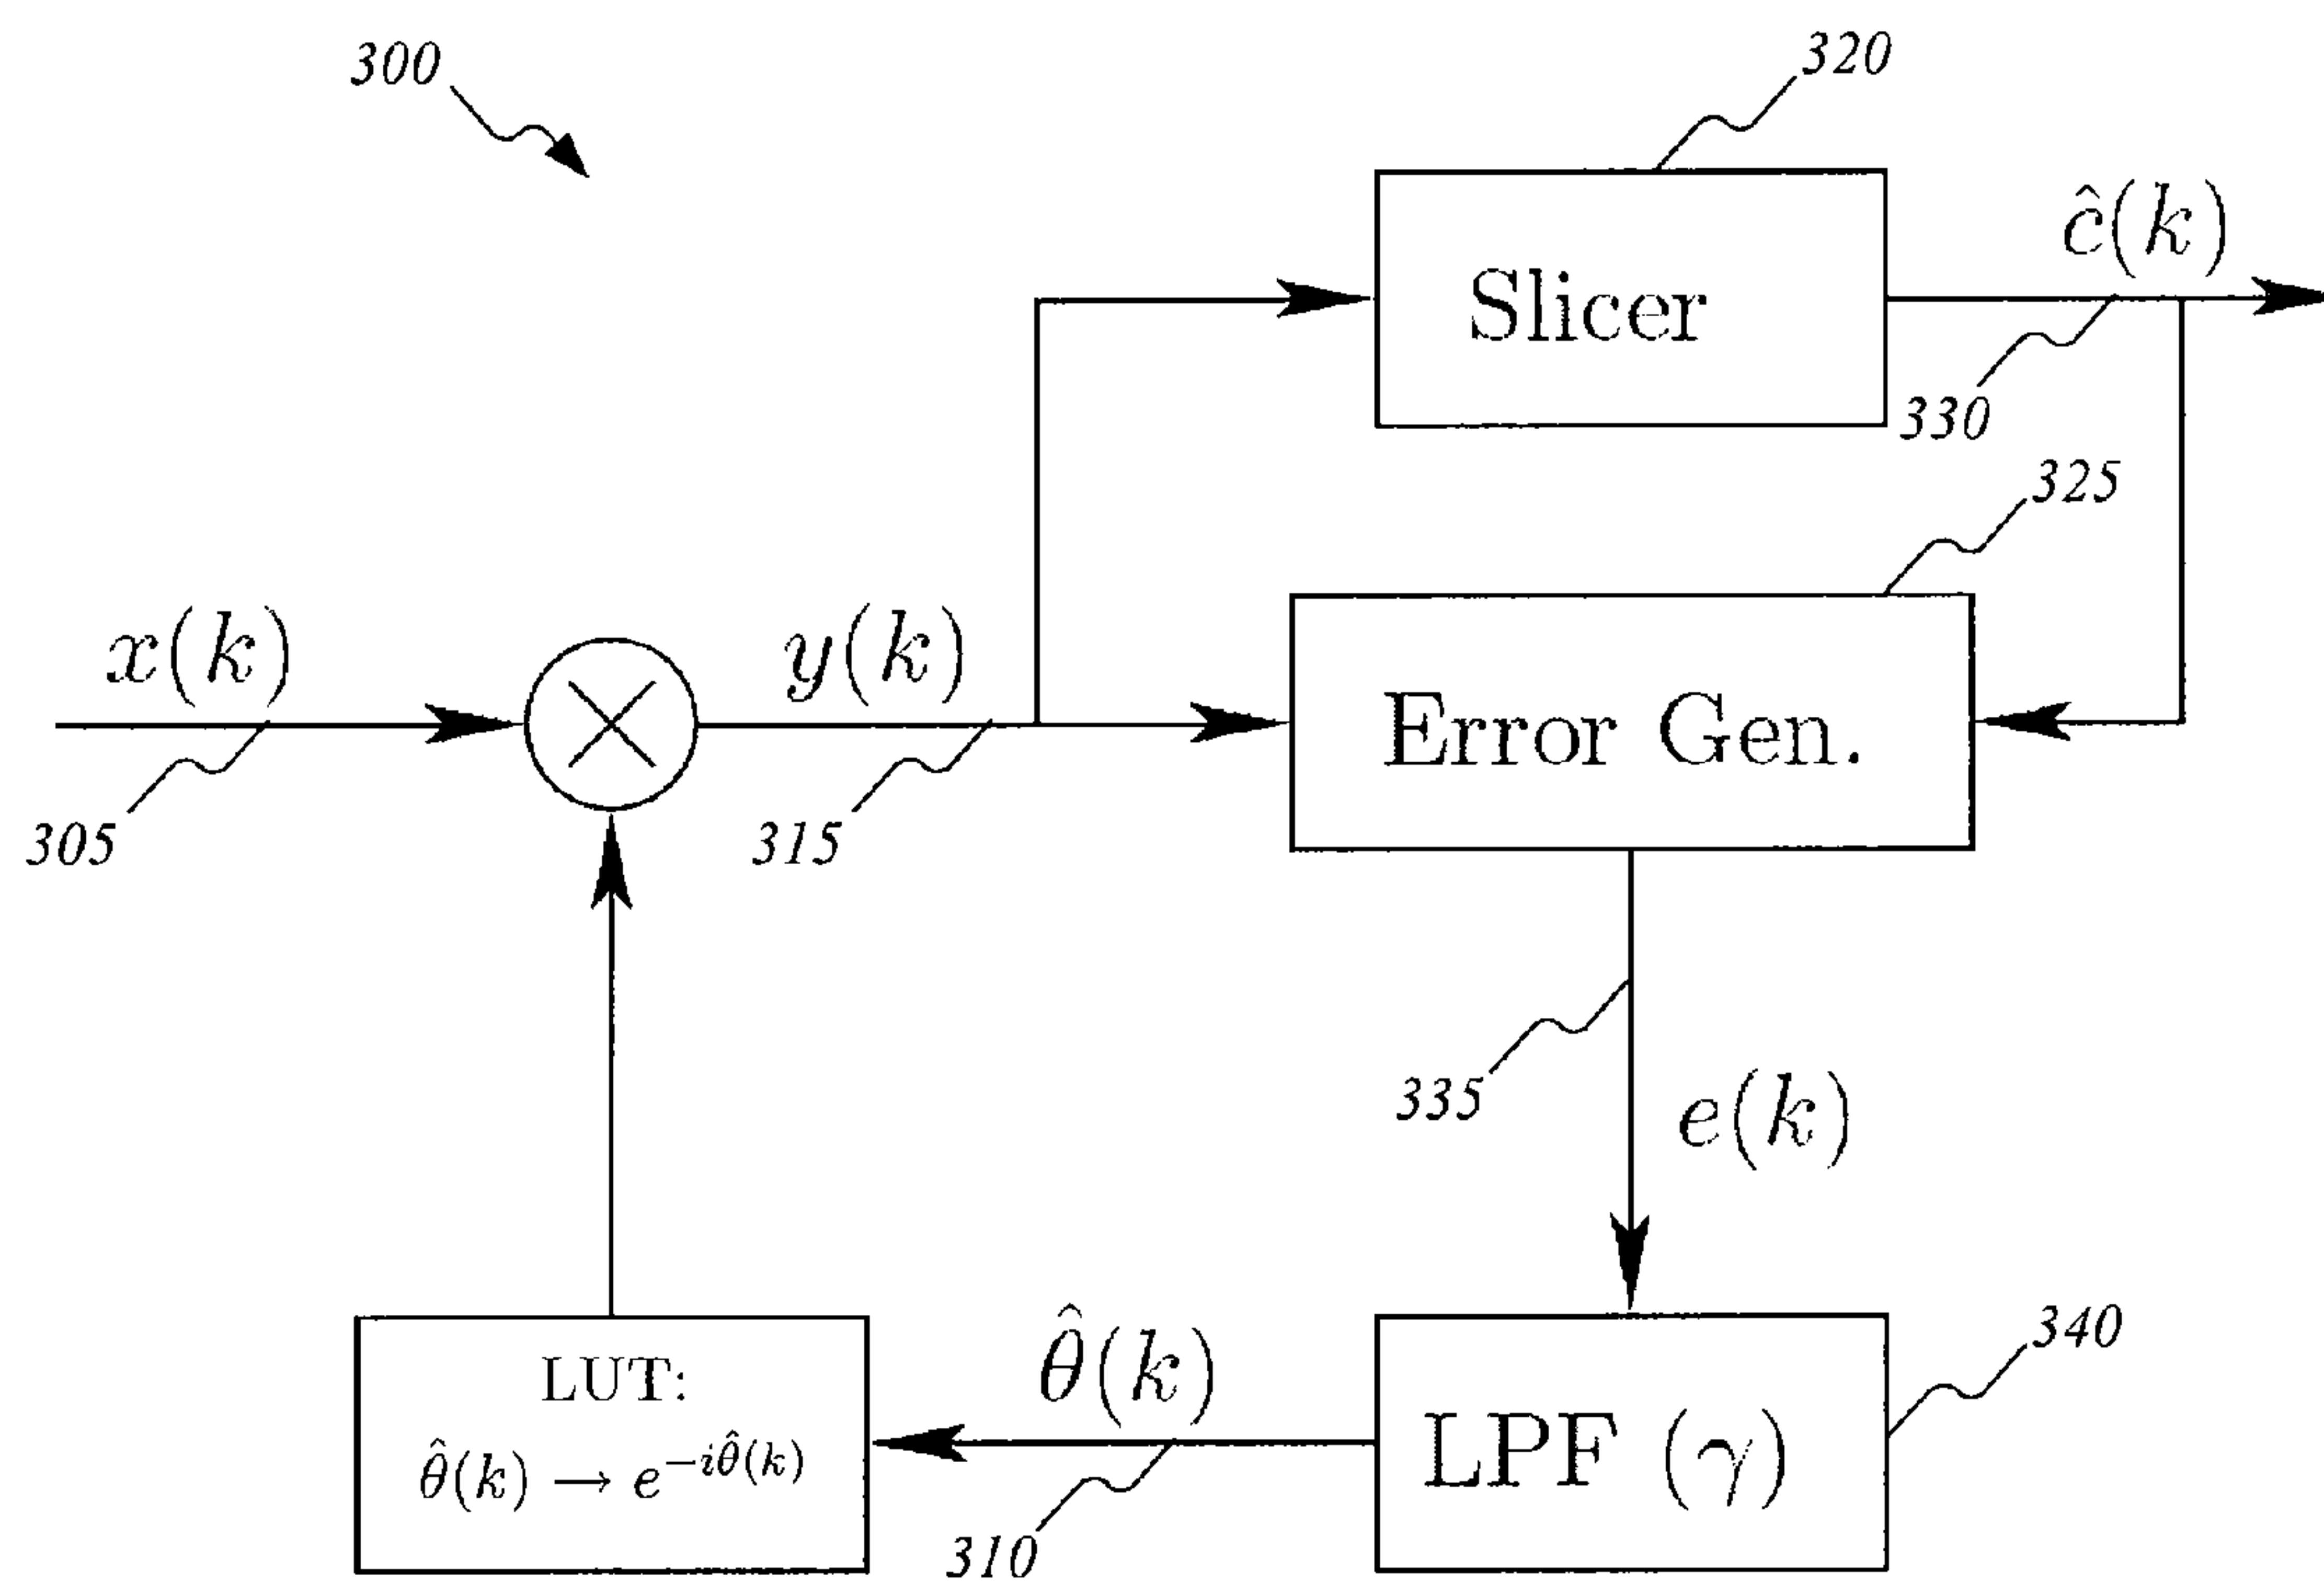 300
320
ĉ(k)
Slicer
330
325
x(k)
y(k)
Error Gen.
305
315
335
e(k)
θ̂(k)
340
LUT:
θ̂(k) → e^{-iθ̂(k)}
LPF (γ)
310